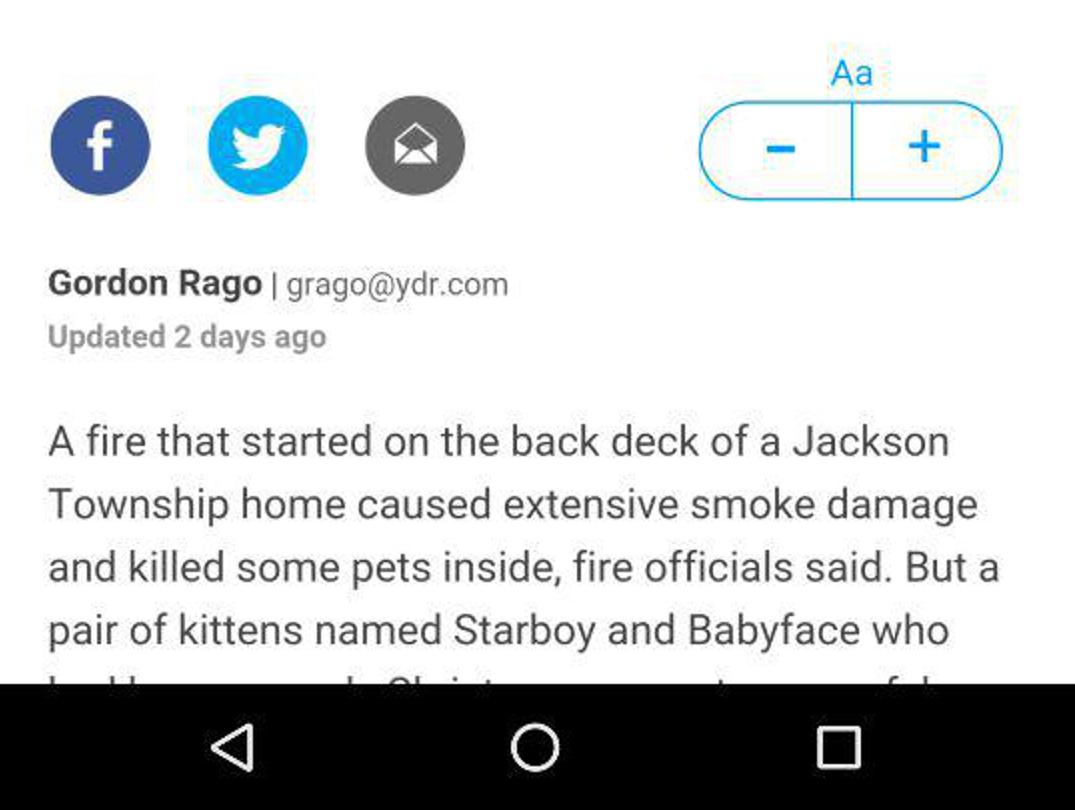 Aa
- +
Gordon Rago | grago@ydr.com
Updated 2 days ago
A fire that started on the back deck of a Jackson
Township home caused extensive smoke damage
and killed some pets inside, fire officials said. But a
pair of kittens named Starboy and Babyface who